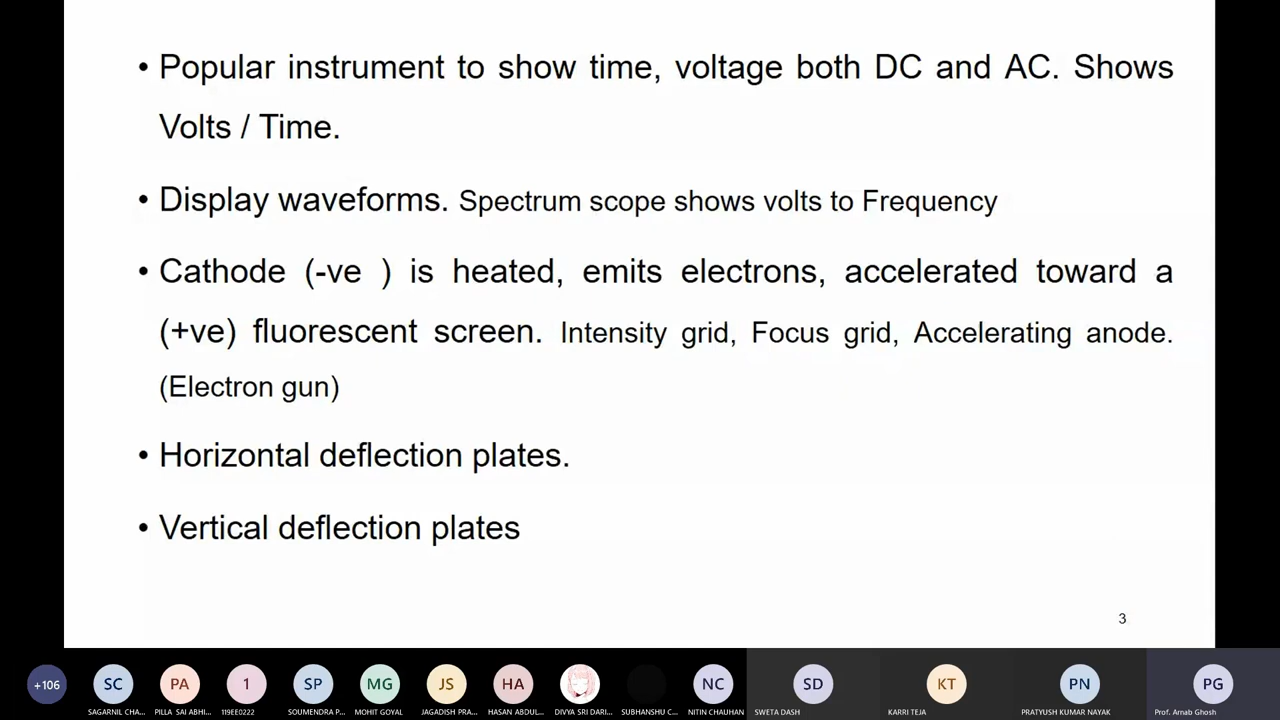 • Popular instrument to show time, voltage both DC and AC. Shows
Volts / Time.
• Display waveforms. Spectrum scope shows volts to Frequency
• Cathode (-ve ) is heated, emits electrons, accelerated toward a
(+ve) fluorescent screen. Intensity grid, Focus grid, Accelerating anode.
(Electron gun)
• Horizontal deflection plates.
• Vertical deflection plates
3
+106 SC PA 1 SP MG JS HA NC SD KT PN PG
SAGARNIL CHA... PILLA SAI ABHI... 119EE0222 SOUMENDRA P... MOHIT GOYAL JAGADISH PRA... HASAN ABDUL... DIVYA SRI DARI... SUBHANSHU C... NITIN CHAUHAN SWETA DASH KARRI TEJA PRATYUSH KUMAR NAYAK Prof. Arnab Ghosh